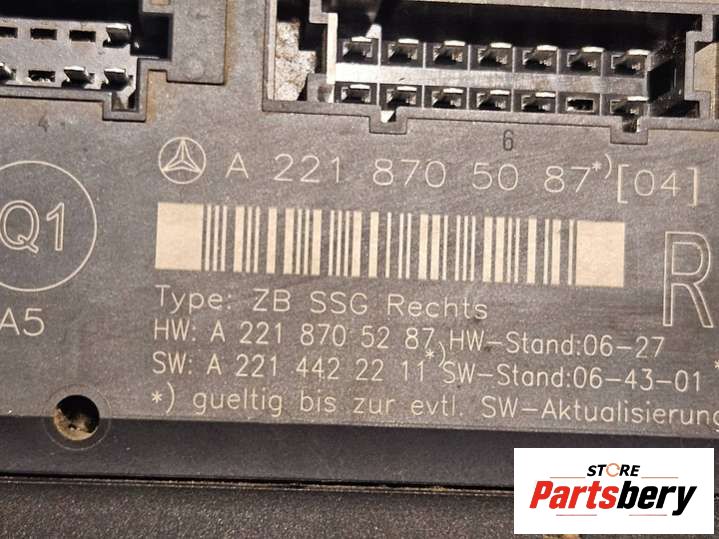 4
6
A 221 870 50 87*)[04]
Q1
A5
R
Type: ZB SSG Rechts
HW: A 221 870 52 87 HW-Stand:06-27
SW: A 221 442 22 11*) SW-Stand:06-43-01 *
*) gueltig bis zur evtl. SW-Aktualisierung
STORE
Partsbery